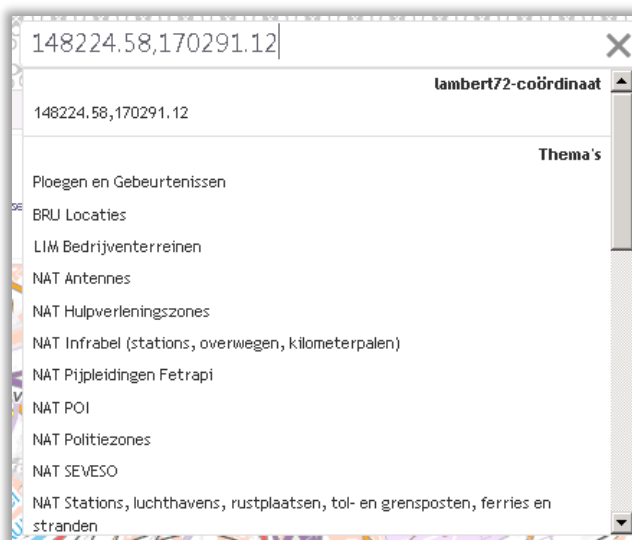 148224.58,170291.12
lambert72-coördinaat
148224.58,170291.12
Thema's
Ploegen en Gebeurtenissen
BRU Locaties
LIM Bedrijventerreinen
NAT Antennes
NAT Hulpverleningszones
NAT Infrabel (stations, overwegen, kilometerpalen)
NAT Pijpleidingen Fetrapi
NAT POI
NAT Politiezones
NAT SEVESO
NAT Stations, luchthavens, rustplaatsen, tol- en grensposten, ferries en
stranden